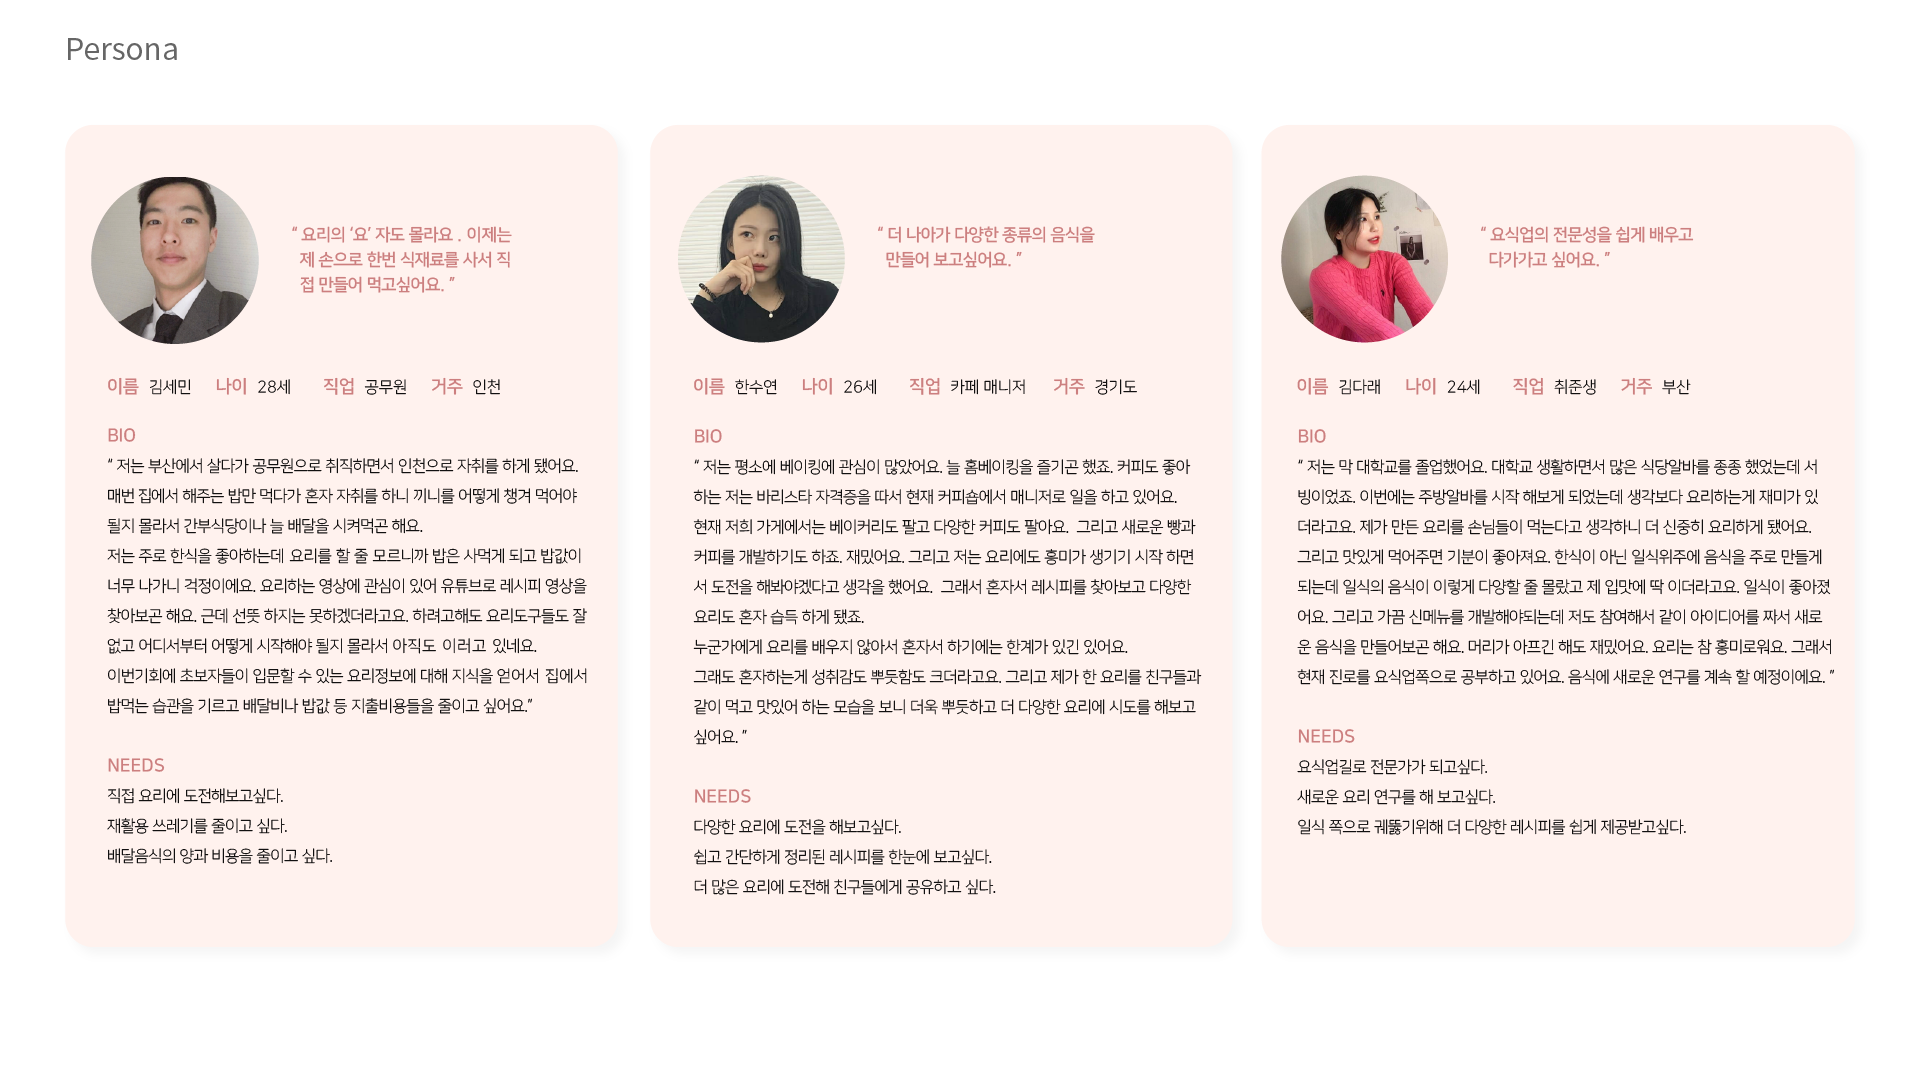 Persona
“ 요리의 ‘요’ 자도 몰라요 . 이제는
제 손으로 한번 식재료를 사서 직
접 만들어 먹고싶어요. ”
이름 김세민 나이 28세 직업 공무원 거주 인천
BIO
“ 저는 부산에서 살다가 공무원으로 취직하면서 인천으로 자취를 하게 됐어요.
매번 집에서 해주는 밥만 먹다가 혼자 자취를 하니 끼니를 어떻게 챙겨 먹어야
될지 몰라서 간부식당이나 늘 배달을 시켜먹곤 해요.
저는 주로 한식을 좋아하는데 요리를 할 줄 모르니까 밥은 사먹게 되고 밥값이
너무 나가니 걱정이에요. 요리하는 영상에 관심이 있어 유튜브로 레시피 영상을
찾아보곤 해요. 근데 선뜻 하지는 못하겠더라고요. 하려고해도 요리도구들도 잘
없고 어디서부터 어떻게 시작해야 될지 몰라서 아직도 이러고 있네요.
이번기회에 초보자들이 입문할 수 있는 요리정보에 대해 지식을 얻어서 집에서
밥먹는 습관을 기르고 배달비나 밥값 등 지출비용들을 줄이고 싶어요.”
NEEDS
직접 요리에 도전해보고싶다.
재활용 쓰레기를 줄이고 싶다.
배달음식의 양과 비용을 줄이고 싶다.
“ 더 나아가 다양한 종류의 음식을
만들어 보고싶어요. ”
이름 한수연 나이 26세 직업 카페 매니저 거주 경기도
BIO
“ 저는 평소에 베이킹에 관심이 많았어요. 늘 홈베이킹을 즐기곤 했죠. 커피도 좋아
하는 저는 바리스타 자격증을 따서 현재 커피숍에서 매니저로 일을 하고 있어요.
현재 저희 가게에서는 베이커리도 팔고 다양한 커피도 팔아요. 그리고 새로운 빵과
커피를 개발하기도 하죠. 재밌어요. 그리고 저는 요리에도 흥미가 생기기 시작 하면
서 도전을 해봐야겠다고 생각을 했어요. 그래서 혼자서 레시피를 찾아보고 다양한
요리도 혼자 습득 하게 됐죠.
누군가에게 요리를 배우지 않아서 혼자서 하기에는 한계가 있긴 있어요.
그래도 혼자하는게 성취감도 뿌듯함도 크더라고요. 그리고 제가 한 요리를 친구들과
같이 먹고 맛있어 하는 모습을 보니 더욱 뿌듯하고 더 다양한 요리에 시도를 해보고
싶어요. ”
NEEDS
다양한 요리에 도전을 해보고싶다.
쉽고 간단하게 정리된 레시피를 한눈에 보고싶다.
더 많은 요리에 도전해 친구들에게 공유하고 싶다.
“ 요식업의 전문성을 쉽게 배우고
다가가고 싶어요. ”
이름 김다래 나이 24세 직업 취준생 거주 부산
BIO
“ 저는 막 대학교를 졸업했어요. 대학교 생활하면서 많은 식당알바를 종종 했었는데 서
빙이었죠. 이번에는 주방알바를 시작 해보게 되었는데 생각보다 요리하는게 재미가 있
더라고요. 제가 만든 요리를 손님들이 먹는다고 생각하니 더 신중히 요리하게 됐어요.
그리고 맛있게 먹어주면 기분이 좋아져요. 한식이 아닌 일식위주에 음식을 주로 만들게
되는데 일식의 음식이 이렇게 다양할 줄 몰랐고 제 입맛에 딱 이더라고요. 일식이 좋아졌
어요. 그리고 가끔 신메뉴를 개발해야되는데 저도 참여해서 같이 아이디어를 짜서 새로
운 음식을 만들어보곤 해요. 머리가 아프긴 해도 재밌어요. 요리는 참 흥미로워요. 그래서
현재 진로를 요식업쪽으로 공부하고 있어요. 음식에 새로운 연구를 계속 할 예정이에요. ”
NEEDS
요식업길로 전문가가 되고싶다.
새로운 요리 연구를 해 보고싶다.
일식 쪽으로 궤뚫기위해 더 다양한 레시피를 쉽게 제공받고싶다.